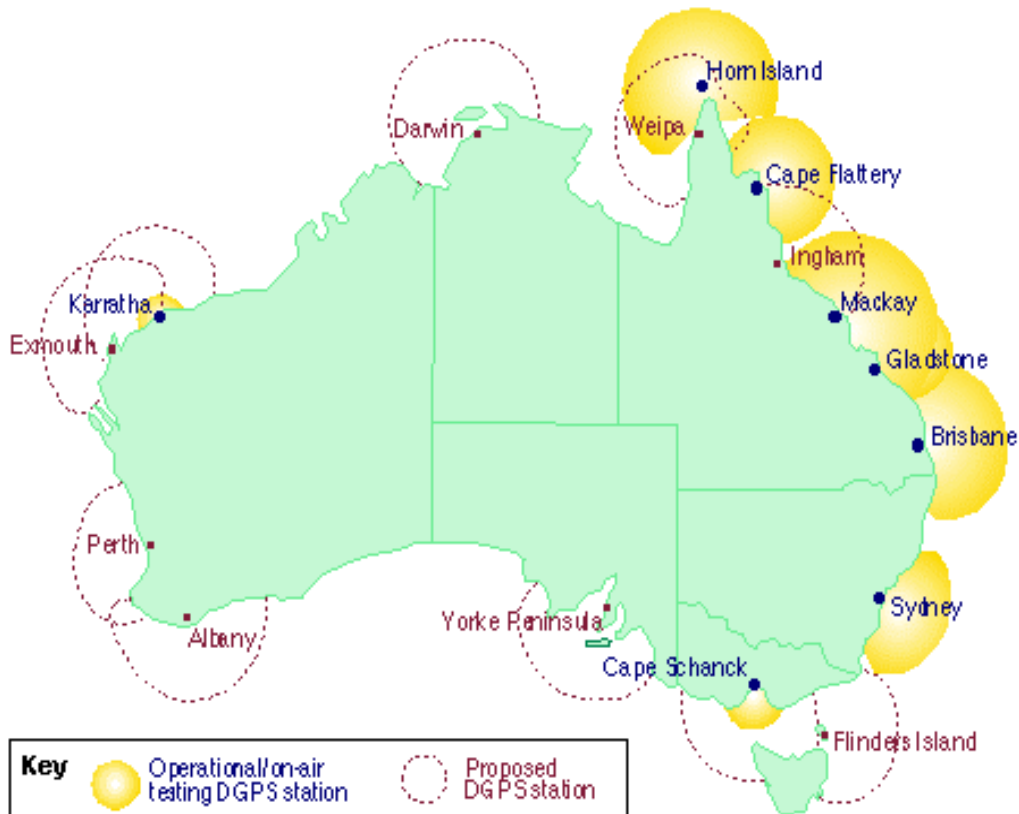 Horn Island
Darwin
Weipa
Cape Flattery
Ingham
Karratha
Mackay
Exmouth
Gladstone
Brisbane
Perth
Sydney
Yorke Peninsula
Albany
Cape Schanck
Flinders Island
Key
Operational/on-air
testing DGPS station
Proposed
DGPS station